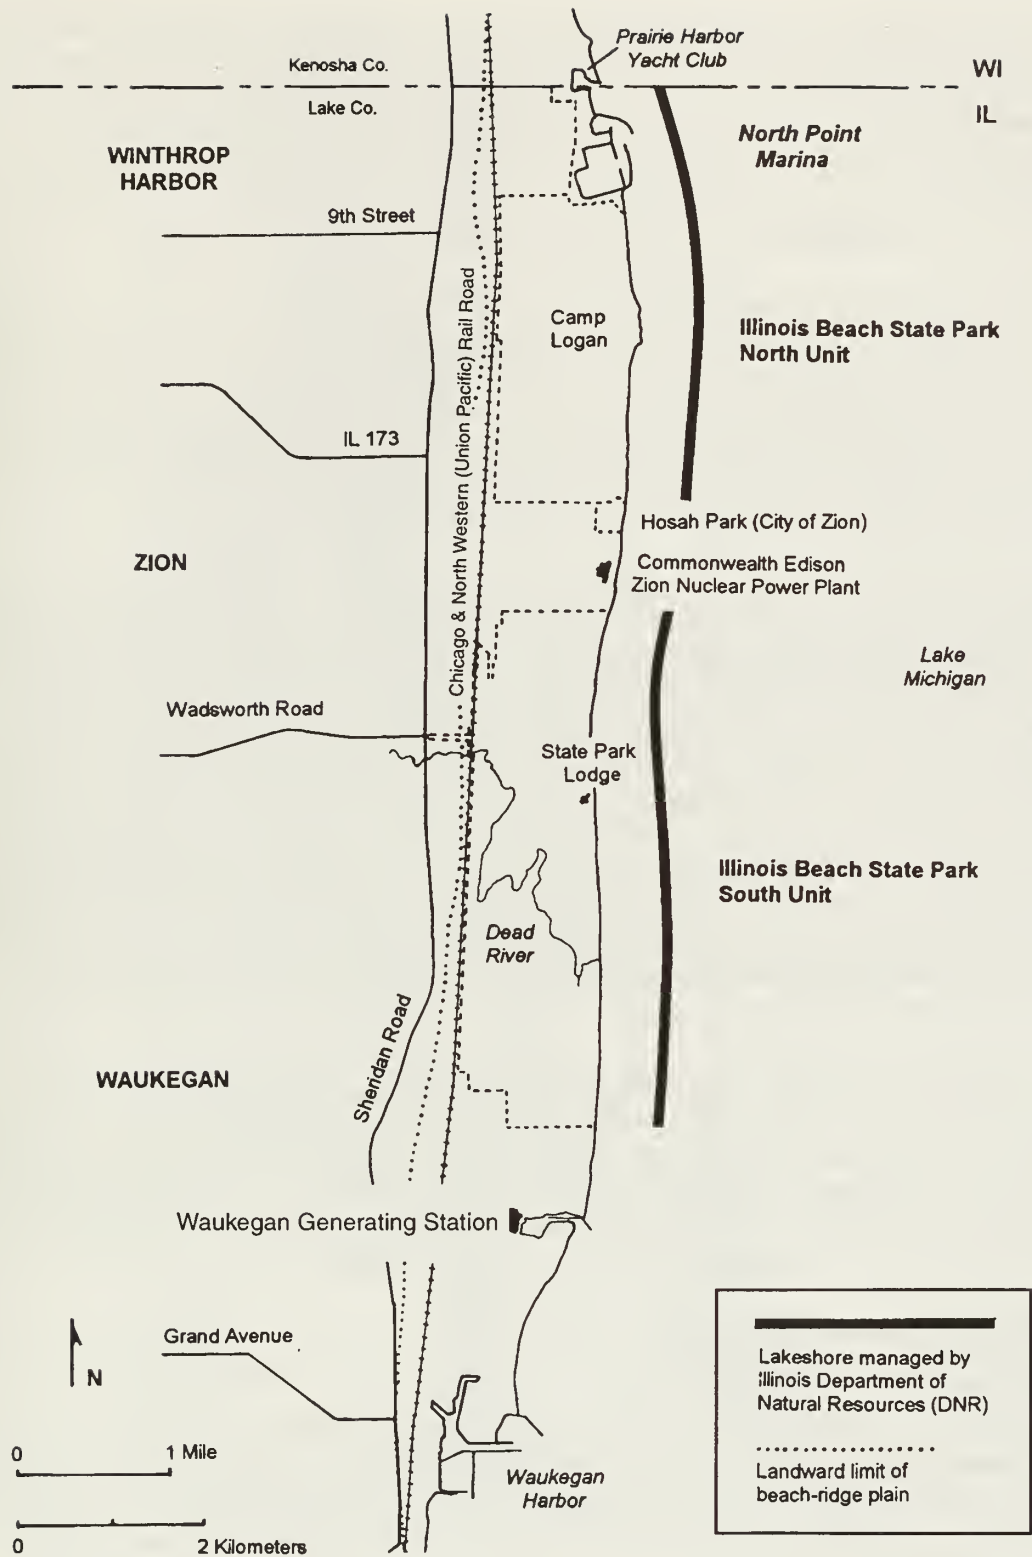 Prairie Harbor
Yacht Club
Kenosha Co.
WI
Lake Co.
IL
North Point
Marina
WINTHROP
HARBOR
9th Street
Chicago & North Western (Union Pacific) Rail Road
Camp
Logan
Illinois Beach State Park
North Unit
IL 173
Hosah Park (City of Zion)
ZION
Commonwealth Edison
Zion Nuclear Power Plant
Lake
Michigan
Wadsworth Road
State Park
Lodge
Illinois Beach State Park
South Unit
Dead
River
Sheridan Road
WAUKEGAN
Waukegan Generating Station
Grand Avenue
N
0
1 Mile
0
2 Kilometers
Waukegan
Harbor
Lakeshore managed by
Illinois Department of
Natural Resources (DNR)
Landward limit of
beach-ridge plain